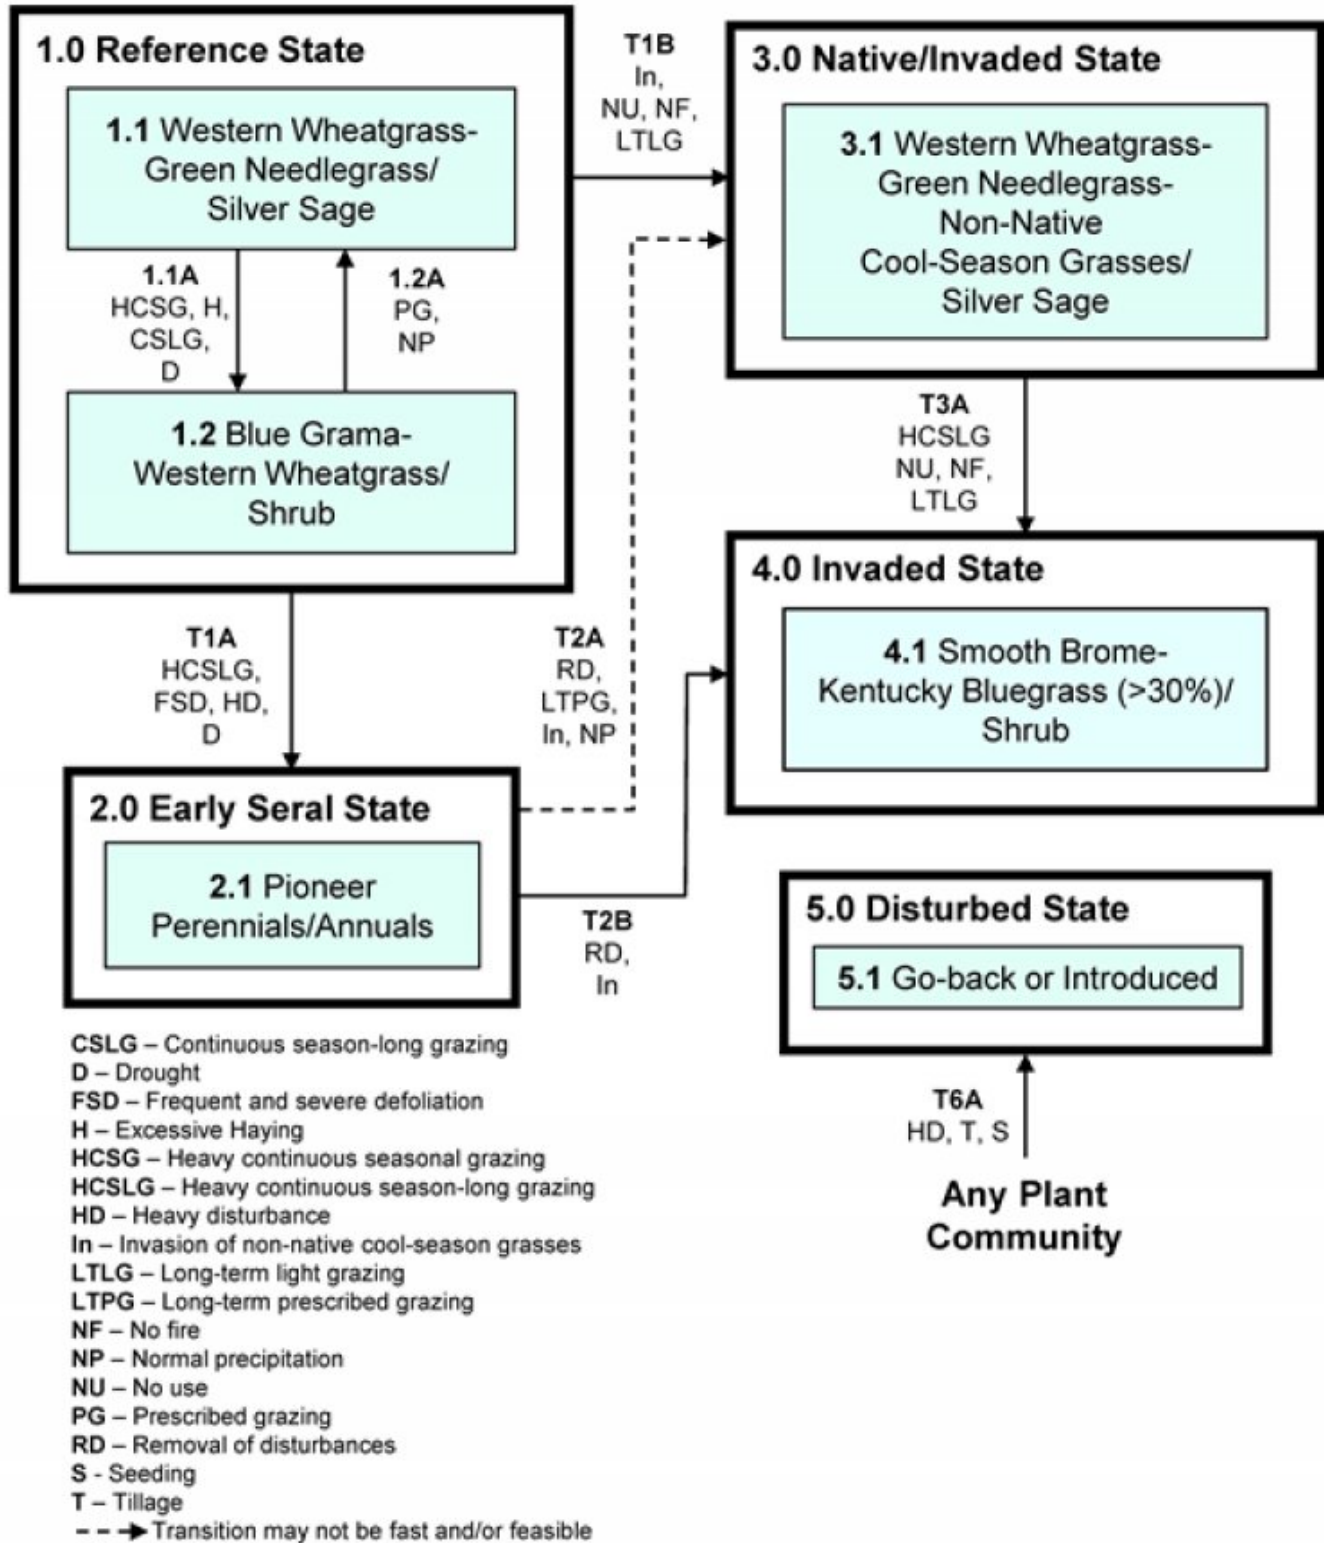 1.0 Reference State
1.1 Western Wheatgrass-
Green Needlegrass/
Silver Sage
1.1A
HCSG, H,
CSLG,
D
1.2A
PG,
NP
1.2 Blue Grama-
Western Wheatgrass/
Shrub
T1B
In,
NU, NF,
LTLG
3.0 Native/Invaded State
3.1 Western Wheatgrass-
Green Needlegrass-
Non-Native
Cool-Season Grasses/
Silver Sage
T3A
HCSLG
NU, NF,
LTLG
4.0 Invaded State
4.1 Smooth Brome-
Kentucky Bluegrass (>30%)/
Shrub
T1A
HCSLG,
FSD, HD,
D
T2A
RD,
LTPG,
In, NP
2.0 Early Seral State
2.1 Pioneer
Perennials/Annuals
T2B
RD,
In
5.0 Disturbed State
5.1 Go-back or Introduced
T6A
HD, T, S
Any Plant
Community
CSLG – Continuous season-long grazing
D – Drought
FSD – Frequent and severe defoliation
H – Excessive Haying
HCSG – Heavy continuous seasonal grazing
HCSLG – Heavy continuous season-long grazing
HD – Heavy disturbance
In – Invasion of non-native cool-season grasses
LTLG – Long-term light grazing
LTPG – Long-term prescribed grazing
NF – No fire
NP – Normal precipitation
NU – No use
PG – Prescribed grazing
RD – Removal of disturbances
S - Seeding
T – Tillage
Transition may not be fast and/or feasible